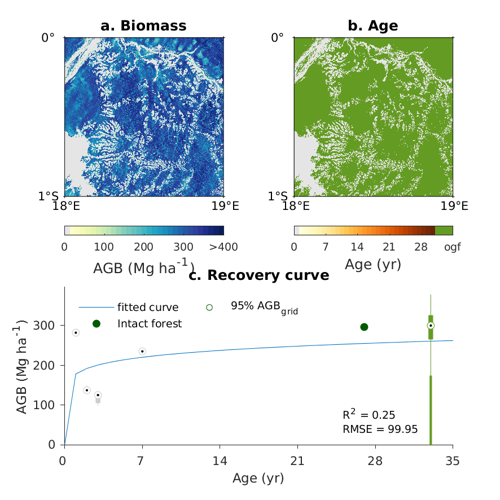 a. Biomass
b. Age
0°
0°
1°S
1°S
18°E
19°E
18°E
19°E
0 100 200 300 >400
0 7 14 21 28 ogf
AGB (Mg ha⁻¹)
Age (yr)
c. Recovery curve
fitted curve
95% AGB_grid
Intact forest
300
200
100
0
AGB (Mg ha⁻¹)
R² = 0.25
RMSE = 99.95
0 7 14 21 28 35
Age (yr)